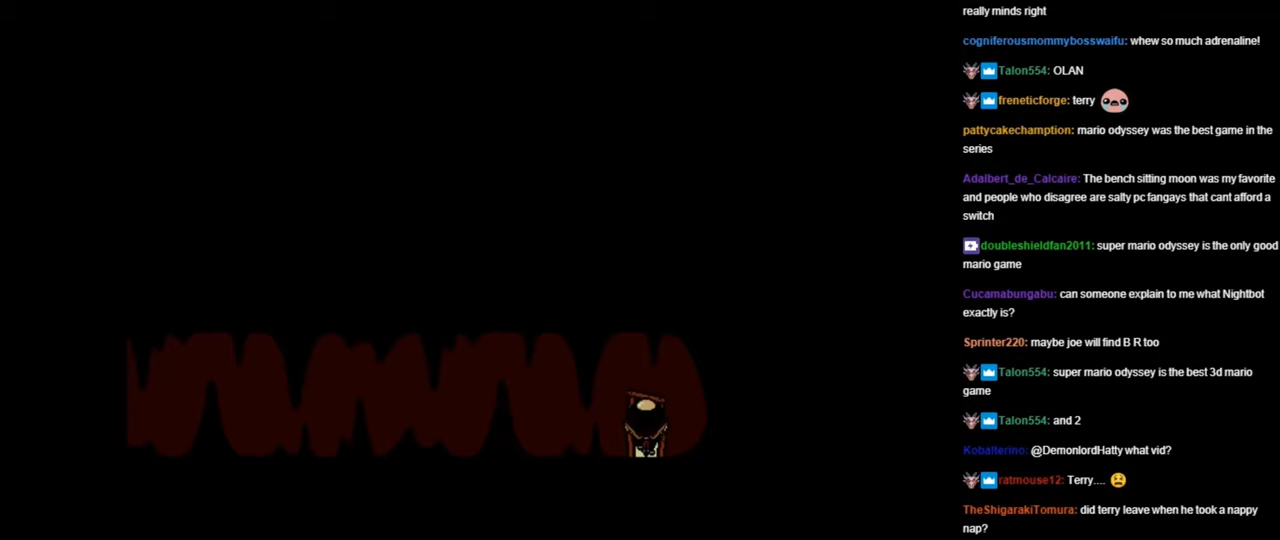 really minds right
cogniferousmommybosswaifu: whew so much adrenaline!
Talon554: OLAN
freneticforge: terry
pattycakechamption: mario odyssey was the best game in the
series
Adalbert_de_Calcaire: The bench sitting moon was my favorite
and people who disagree are salty pc fangays that cant afford a
switch
doubleshieldfan2011: super mario odyssey is the only good
mario game
Cucamabungabu: can someone explain to me what Nightbot
exactly is?
Sprinter220: maybe joe will find B R too
Talon554: super mario odyssey is the best 3d mario
game
Talon554: and 2
Kobalterino: @DemonlordHatty what vid?
ratmouse12: Terry....
TheShigarakiTomura: did terry leave when he took a nappy
nap?